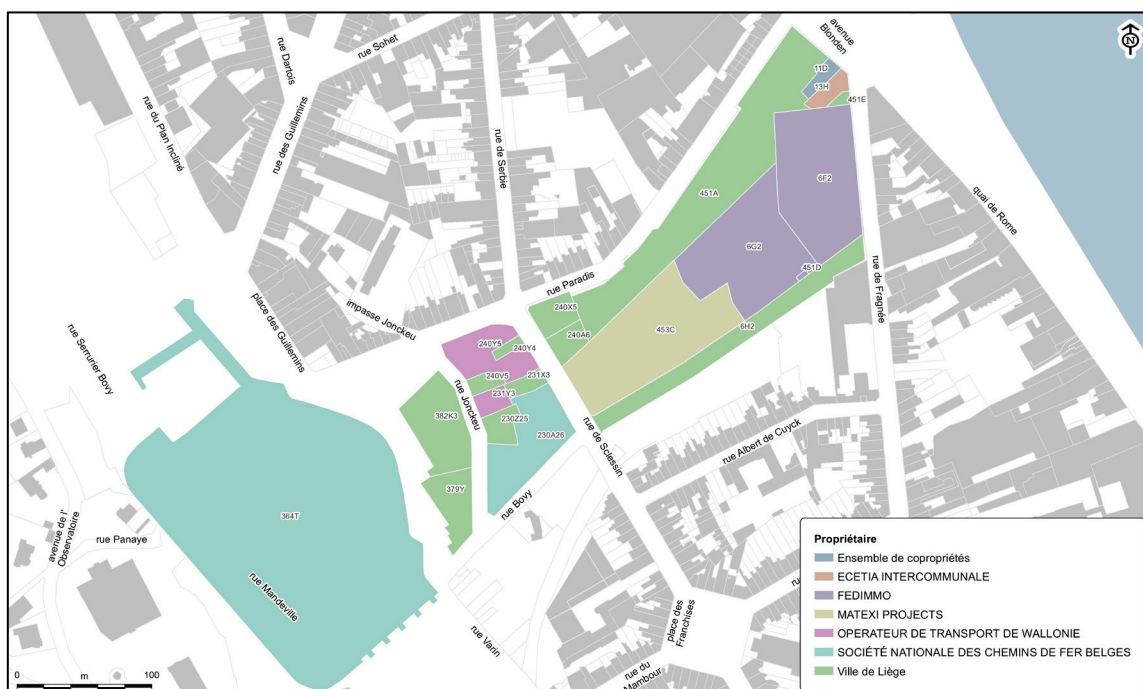 avenue
Blonden
rue Sohet
rue Dartois
11D
13H
451E
rue du Plan Incliné
rue des Guillemins
rue de Serbie
6F2
451A
quai de Rome
6G2
451D
rue de Fragnée
rue Paradis
place des Guillemins
impasse Jonckeu
240X5
240A6
453C
6H2
rue Serrurier Bovy
240Y5
240Y4
240V5
231X3
231Y3
rue Jonckeu
382K3
230Z25
230A26
rue de Sclessin
rue Albert de Cuyck
379Y
rue Bovy
364T
avenue de l'
Observatoire
rue Panaye
rue Mandeville
rue Varin
place des
Franchises
rue du
Mambour
N
0 m 100
Propriétaire
Ensemble de copropriétés
ECETIA INTERCOMMUNALE
FEDIMMO
MATEXI PROJECTS
OPERATEUR DE TRANSPORT DE WALLONIE
SOCIÉTÉ NATIONALE DES CHEMINS DE FER BELGES
Ville de Liège